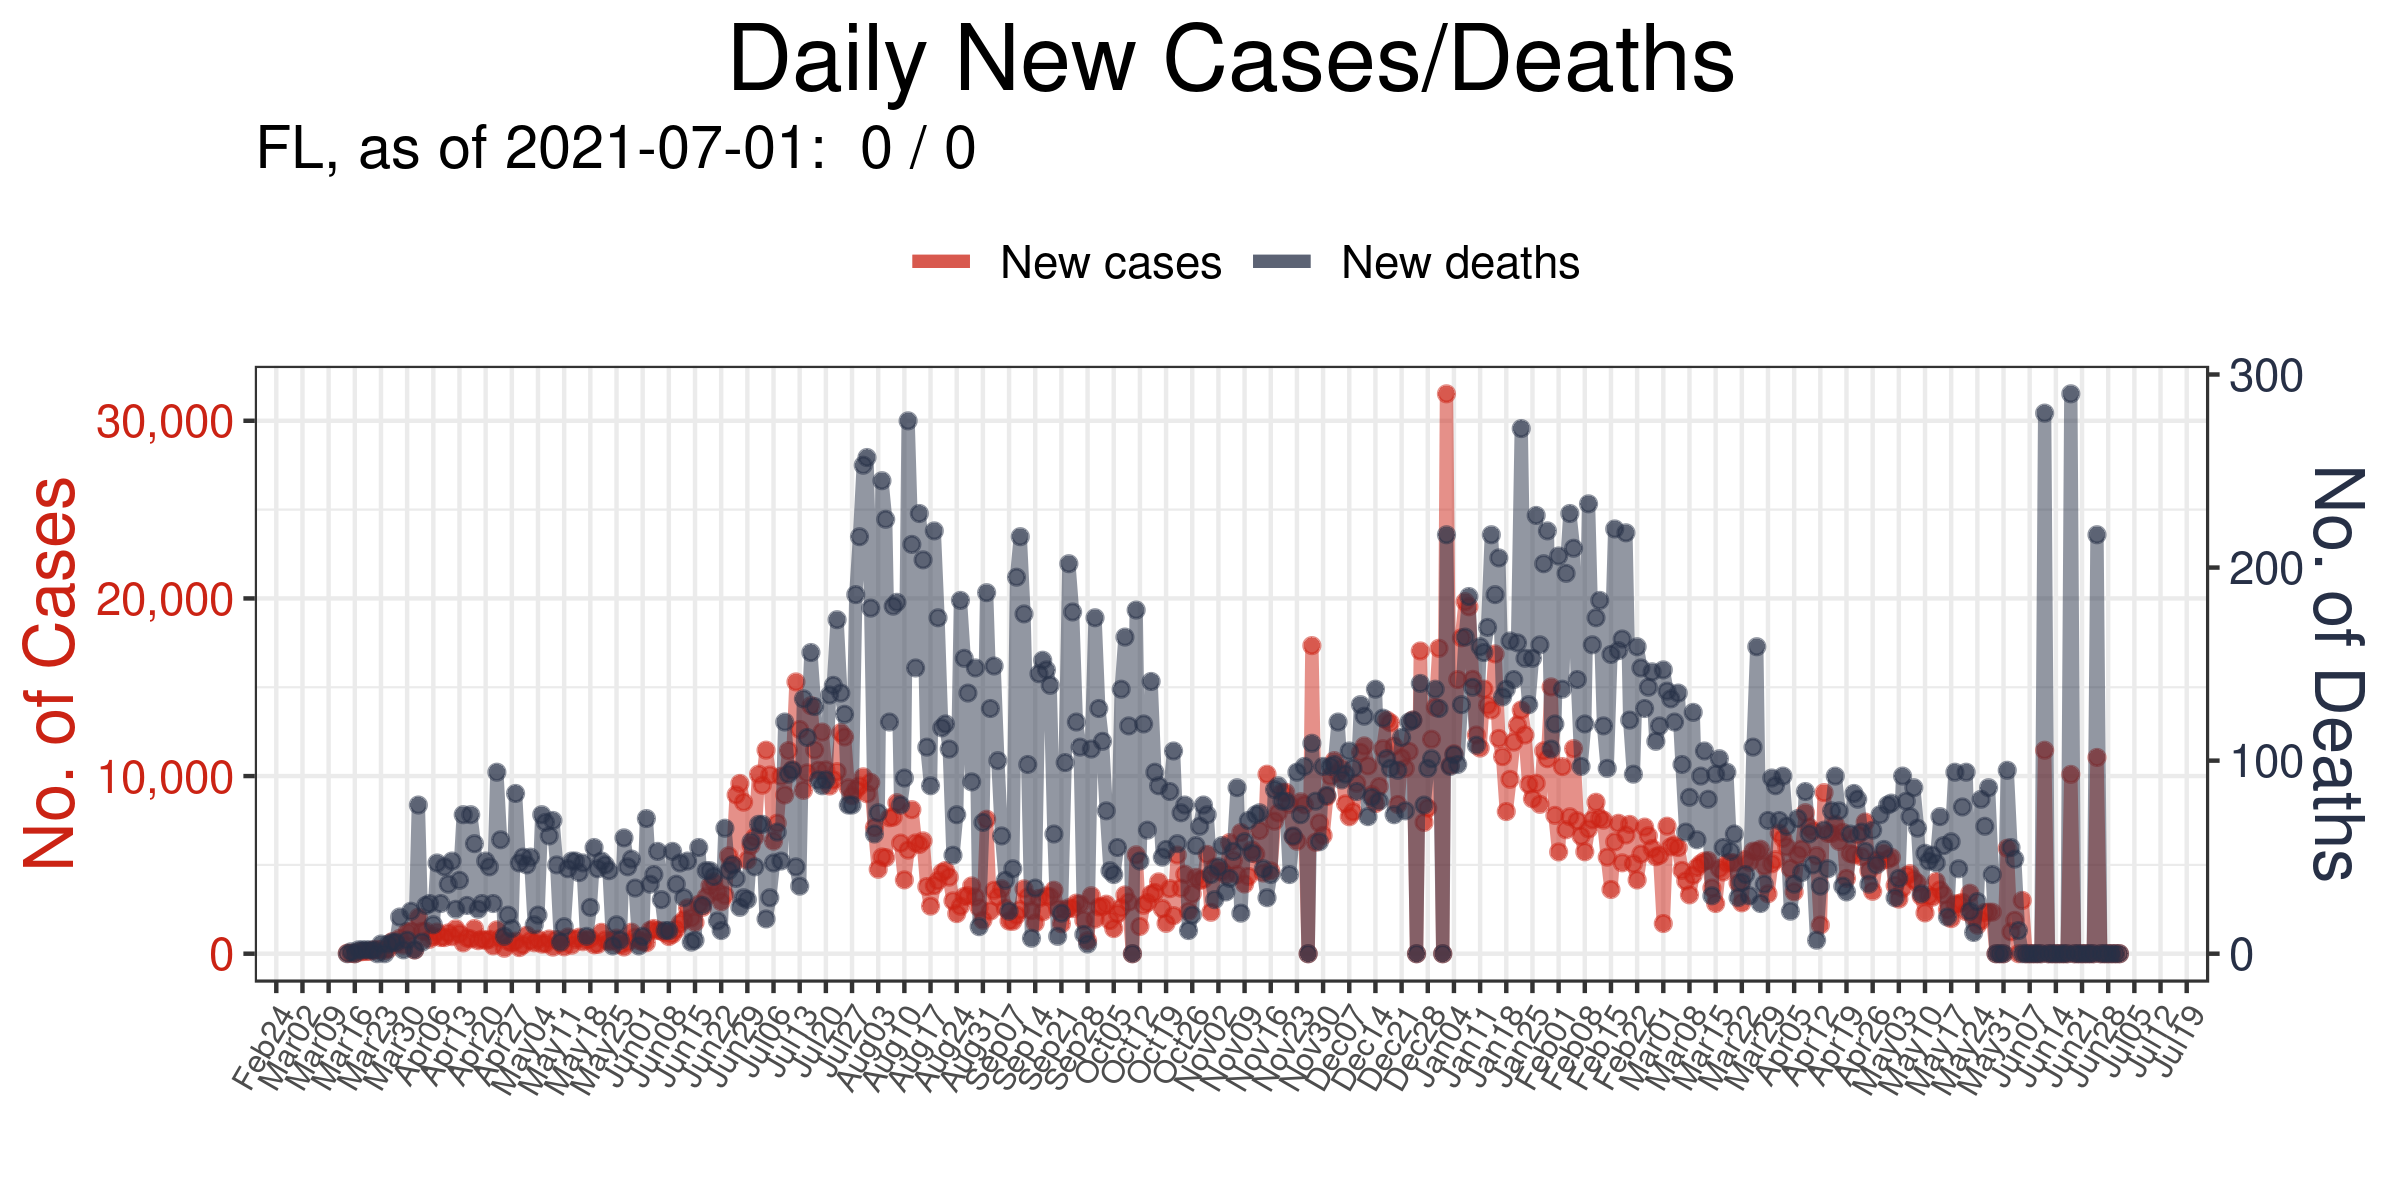 Daily New Cases/Deaths
FL, as of 2021-07-01:  0 / 0
New cases
New deaths
No. of Cases
30,000
20,000
10,000
0
300
200
100
0
No. of Deaths
Feb24
Mar02
Mar09
Mar16
Mar23
Mar30
Apr06
Apr13
Apr20
Apr27
May04
May11
May18
May25
Jun01
Jun08
Jun15
Jun22
Jun29
Jul06
Jul13
Jul20
Jul27
Aug03
Aug10
Aug17
Aug24
Aug31
Sep07
Sep14
Sep21
Sep28
Oct05
Oct12
Oct19
Oct26
Nov02
Nov09
Nov16
Nov23
Nov30
Dec07
Dec14
Dec21
Dec28
Jan04
Jan11
Jan18
Jan25
Feb01
Feb08
Feb15
Feb22
Mar01
Mar08
Mar15
Mar22
Mar29
Apr05
Apr12
Apr19
Apr26
May03
May10
May17
May24
May31
Jun07
Jun14
Jun21
Jun28
Jul05
Jul12
Jul19